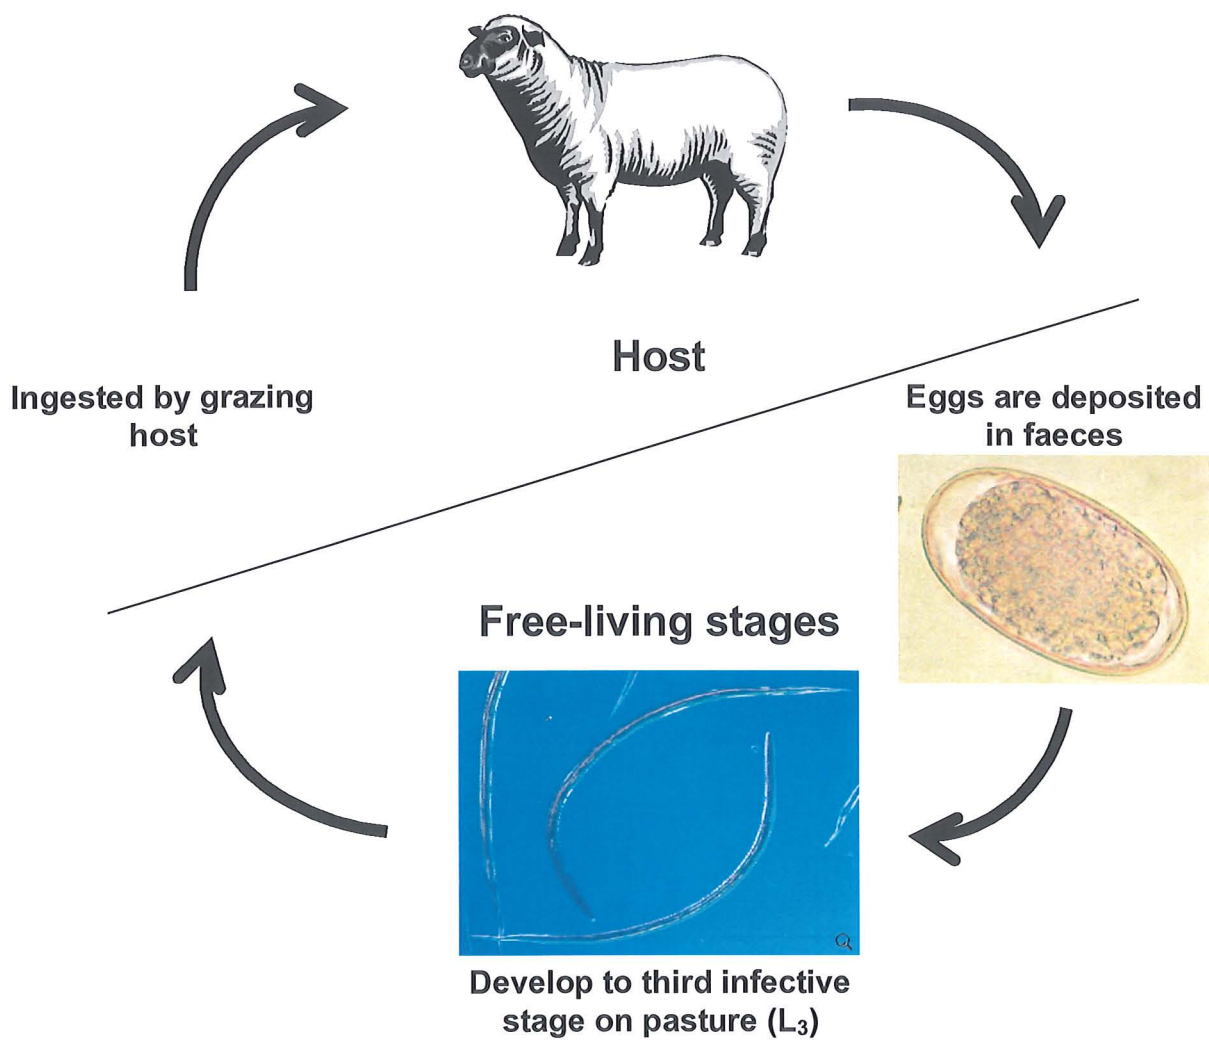 Host
Ingested by grazing
host
Eggs are deposited
in faeces
Free-living stages
Develop to third infective
stage on pasture (L₃)